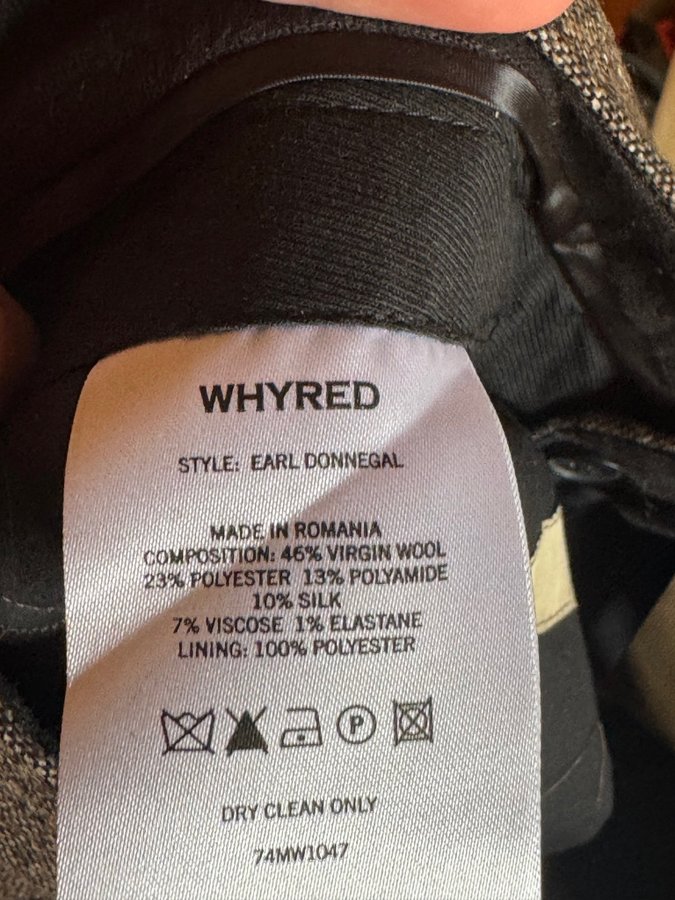 WHYRED
STYLE: EARL DONNEGAL
MADE IN ROMANIA
COMPOSITION: 46% VIRGIN WOOL
23% POLYESTER 13% POLYAMIDE
10% SILK
7% VISCOSE 1% ELASTANE
LINING: 100% POLYESTER
P
DRY CLEAN ONLY
74MW1047